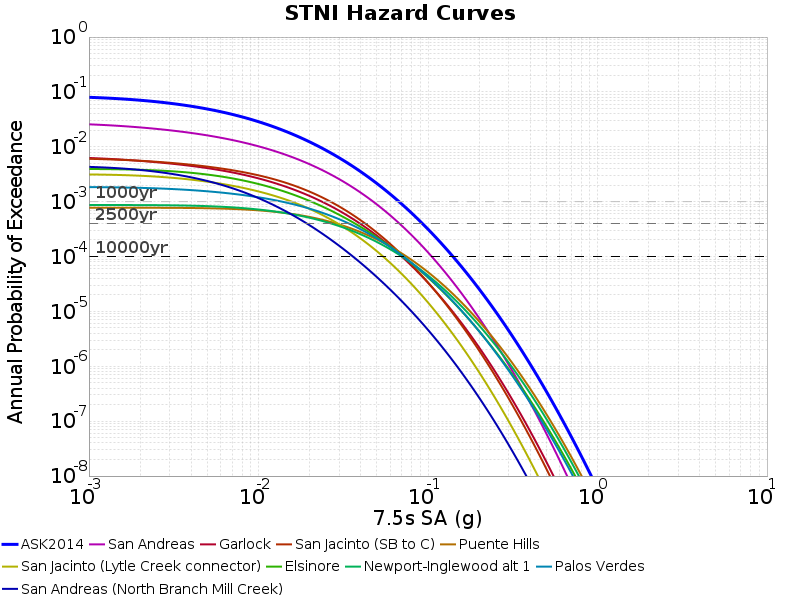 STNI Hazard Curves
Annual Probability of Exceedance
10^0
10^-1
10^-2
10^-3
10^-4
10^-5
10^-6
10^-7
10^-8
1000yr
2500yr
10000yr
10^-3 10^-2 10^-1 10^0 10^1
7.5s SA (g)
ASK2014 San Andreas Garlock San Jacinto (SB to C) Puente Hills
San Jacinto (Lytle Creek connector) Elsinore Newport-Inglewood alt 1 Palos Verdes
San Andreas (North Branch Mill Creek)